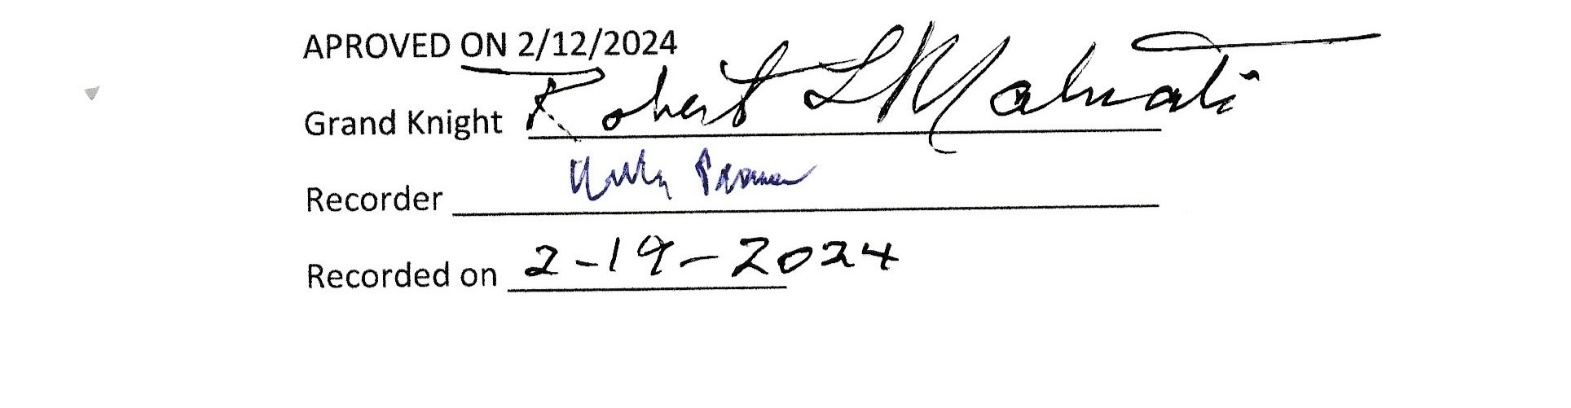 APROVED ON 2/12/2024
Grand Knight Robert L Malnati
Recorder
Recorded on 2-19-2024